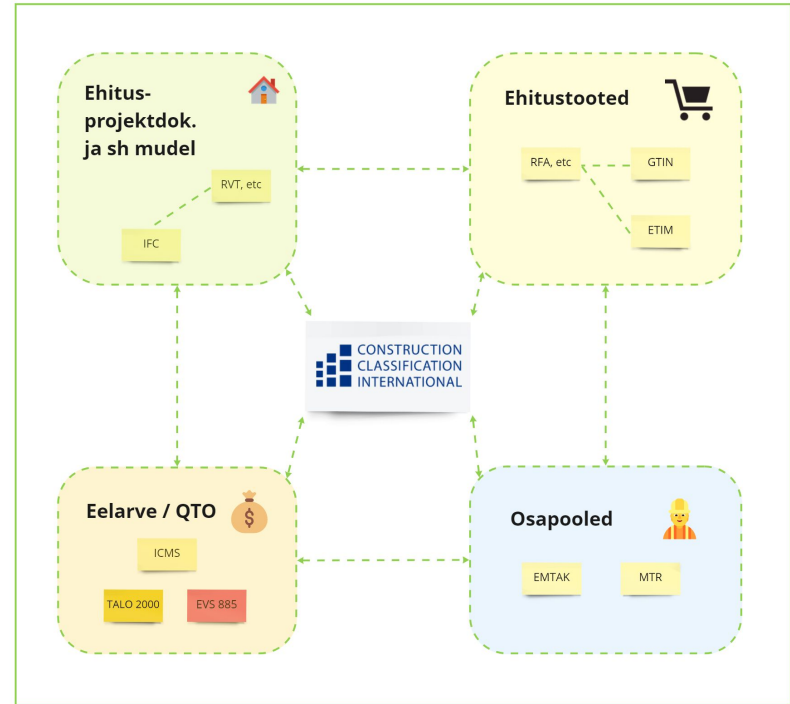 Ehitus-
projektdok.
ja sh mudel
RVT, etc
IFC
Ehitustooted
RFA, etc
GTIN
ETIM
CONSTRUCTION
CLASSIFICATION
INTERNATIONAL
Eelarve / QTO
$
ICMS
TALO 2000
EVS 885
Osapooled
EMTAK
MTR